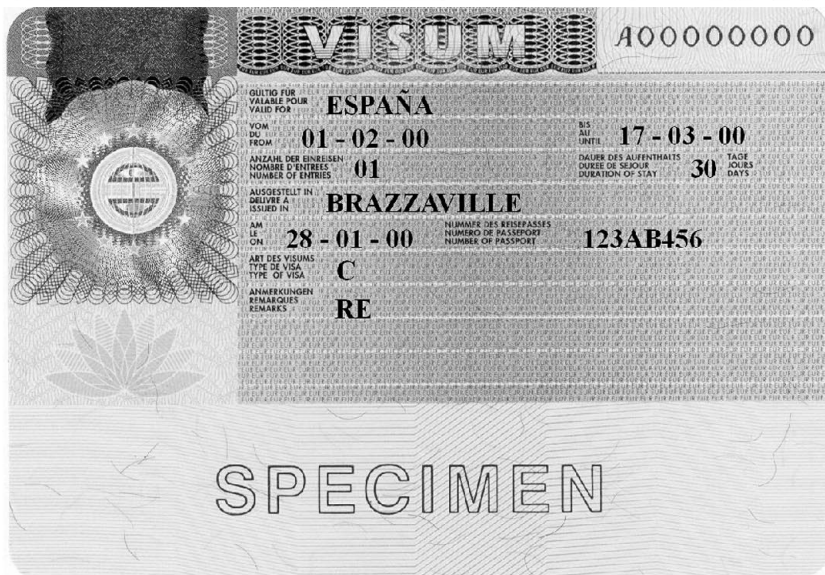 VISUM
A00000000
GÜLTIG FÜR
VALABLE POUR
VALID FOR
ESPAÑA
VOM
DU
FROM
01 - 02 - 00
BIS
AU
UNTIL
17 - 03 - 00
ANZAHL DER EINREISEN
NOMBRE D'ENTREES
NUMBER OF ENTRIES
01
DAUER DES AUFENTHALTS
DUREE DE SEJOUR
DURATION OF STAY
30
TAGE
JOURS
DAYS
AUSGESTELLT IN
DELIVRE A
ISSUED IN
BRAZZAVILLE
AM
LE
ON
28 - 01 - 00
NUMMER DES REISEPASSES
NUMERO DE PASSEPORT
NUMBER OF PASSPORT
123AB456
ART DES VISUMS
TYPE DE VISA
TYPE OF VISA
C
ANMERKUNGEN
REMARQUES
REMARKS
RE
SPECIMEN